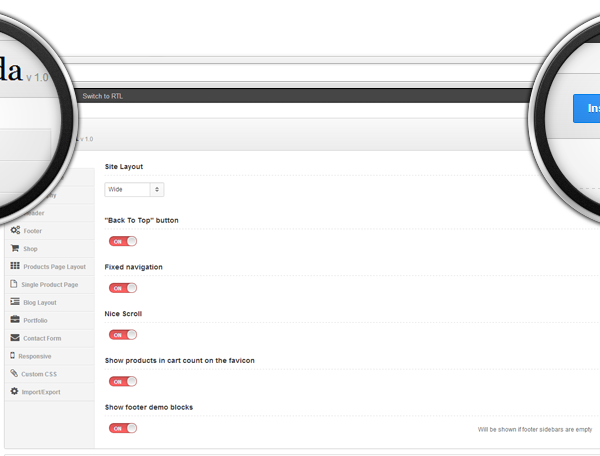 da v 1.0
Switch to RTL
Ins
v 1.0
Site Layout
Wide
"Back To Top" button
ON
Footer
Shop
Fixed navigation
Products Page Layout
Single Product Page
ON
Blog Layout
Nice Scroll
Portfolio
ON
Contact Form
Responsive
Show products in cart count on the favicon
Custom CSS
ON
Import/Export
Show footer demo blocks
ON
Will be shown if footer sidebars are empty